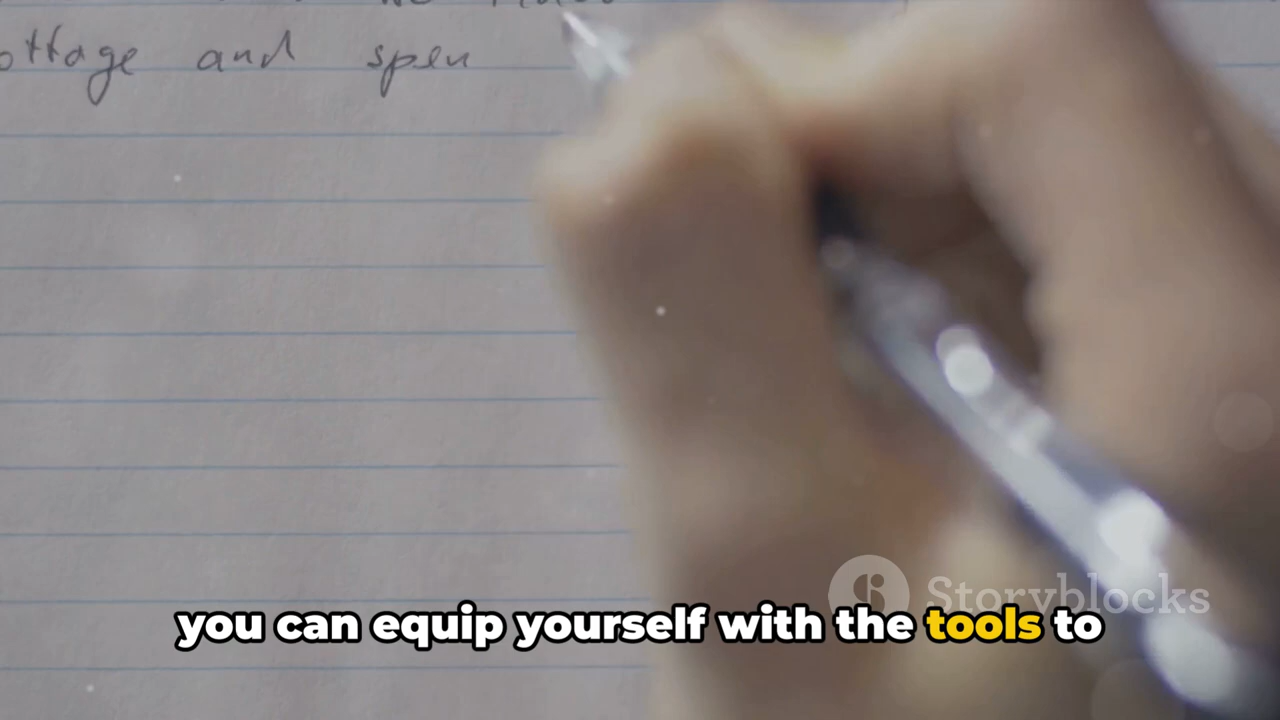 ottage and spen
Storyblocks
you can equip yourself with the tools to